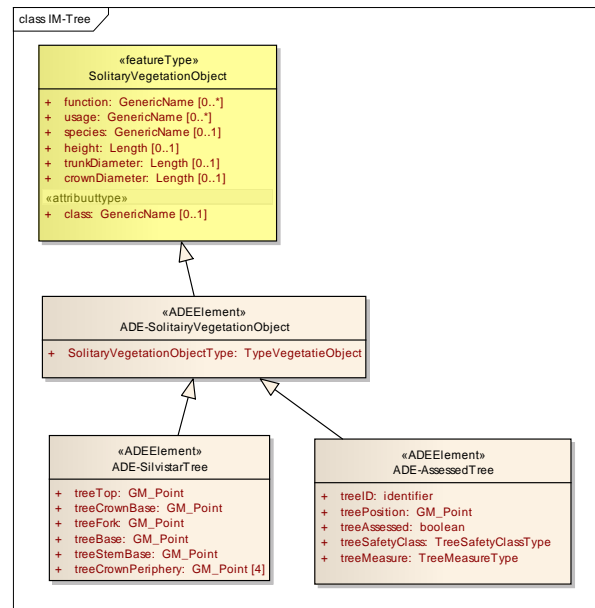 class IM-Tree
«featureType»
SolitaryVegetationObject
+ function: GenericName [0..*]
+ usage: GenericName [0..*]
+ species: GenericName [0..1]
+ height: Length [0..1]
+ trunkDiameter: Length [0..1]
+ crownDiameter: Length [0..1]
«attribuuttype»
+ class: GenericName [0..1]
«ADEElement»
ADE-SolitairyVegetationObject
+ SolitaryVegetationObjectType: TypeVegetatieObject
«ADEElement»
ADE-SilvistarTree
+ treeTop: GM_Point
+ treeCrownBase: GM_Point
+ treeFork: GM_Point
+ treeBase: GM_Point
+ treeStemBase: GM_Point
+ treeCrownPeriphery: GM_Point [4]
«ADEElement»
ADE-AssessedTree
+ treeID: identifier
+ treePosition: GM_Point
+ treeAssessed: boolean
+ treeSafetyClass: TreeSafetyClassType
+ treeMeasure: TreeMeasureType